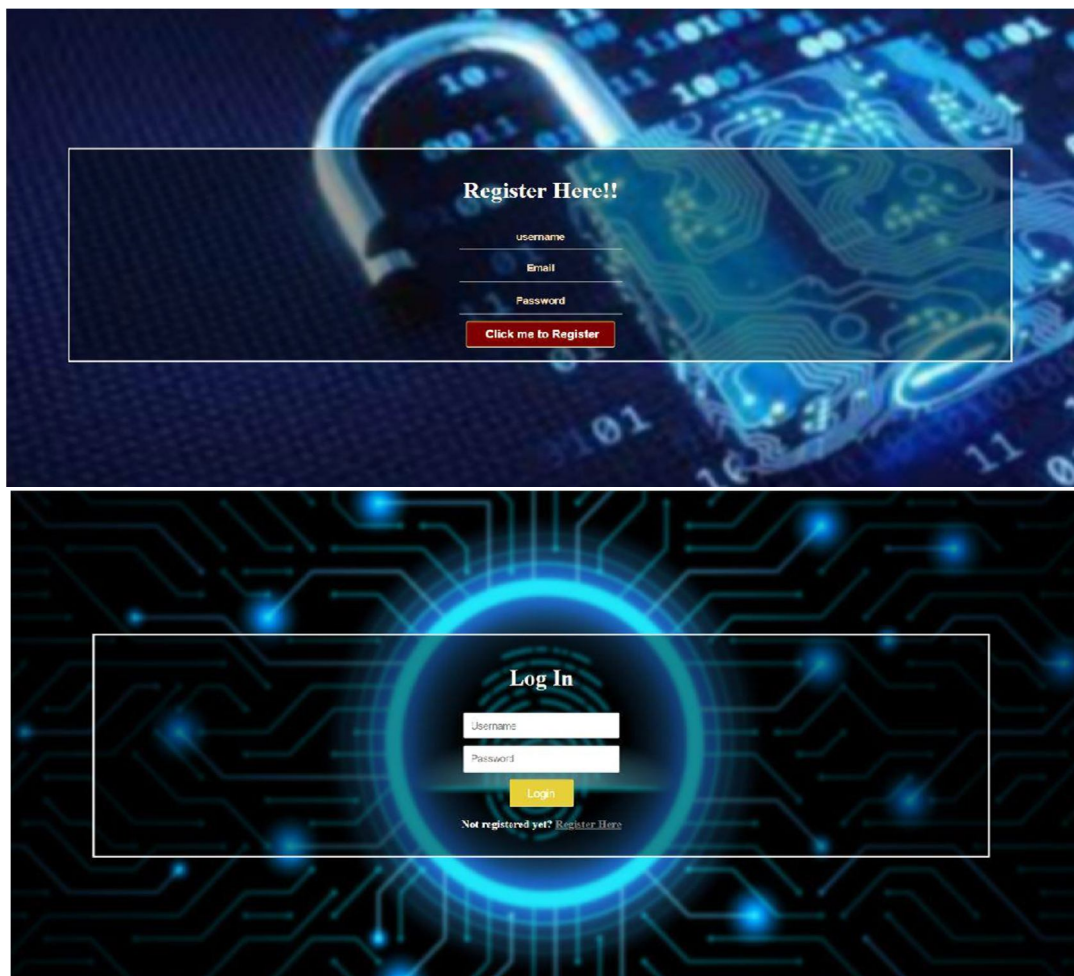 Register Here!!
username
Email
Password
Click me to Register
Log In
Username
Password
Login
Not registered yet? Register Here